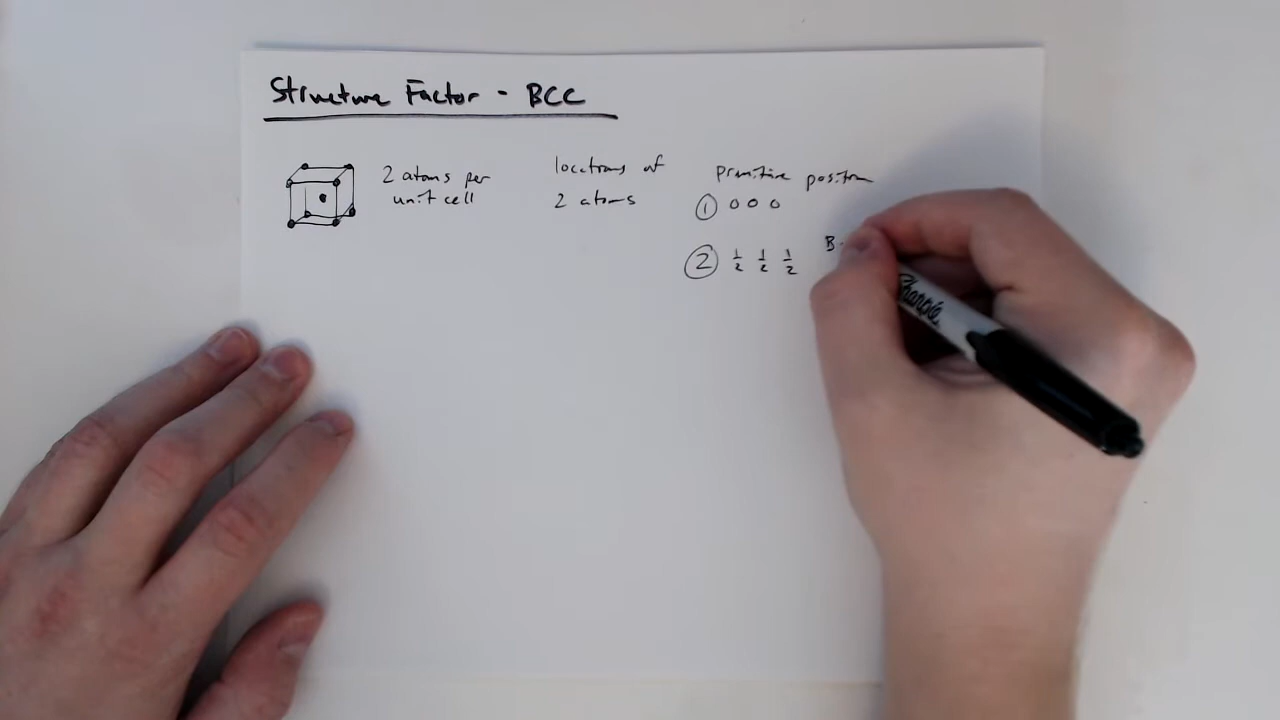 Structure Factor - BCC
2 atoms per
unit cell
locations of
2 atoms
primitive position
① 0 0 0
② 1/2 1/2 1/2
B
Sharpie